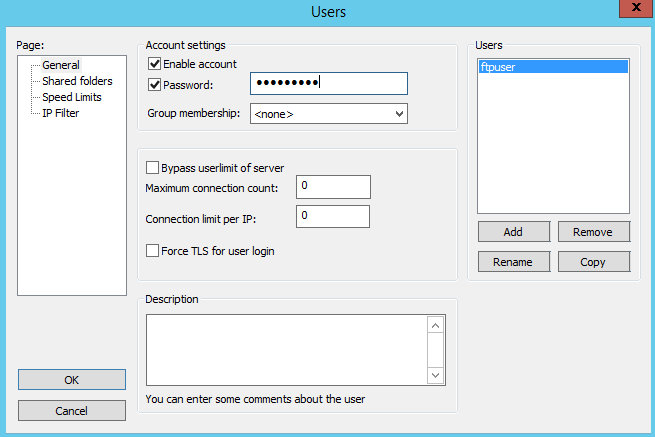 Users
x
Page:
General
Shared folders
Speed Limits
IP Filter
OK
Cancel
Account settings
Enable account
Password: •••••••••
Group membership: <none>
Bypass userlimit of server
Maximum connection count: 0
Connection limit per IP: 0
Force TLS for user login
Description
You can enter some comments about the user
Users
ftpuser
Add Remove
Rename Copy